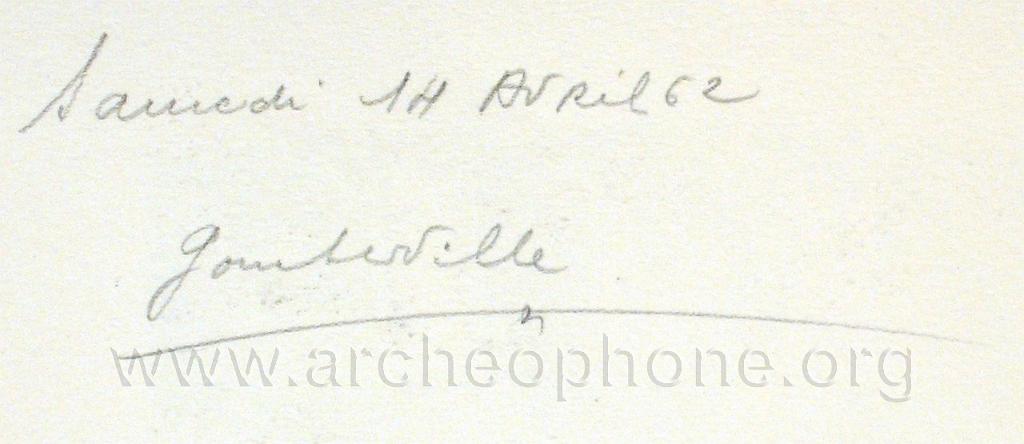 Samedi 14 Avril 62
Gomberville
www.archeophone.org